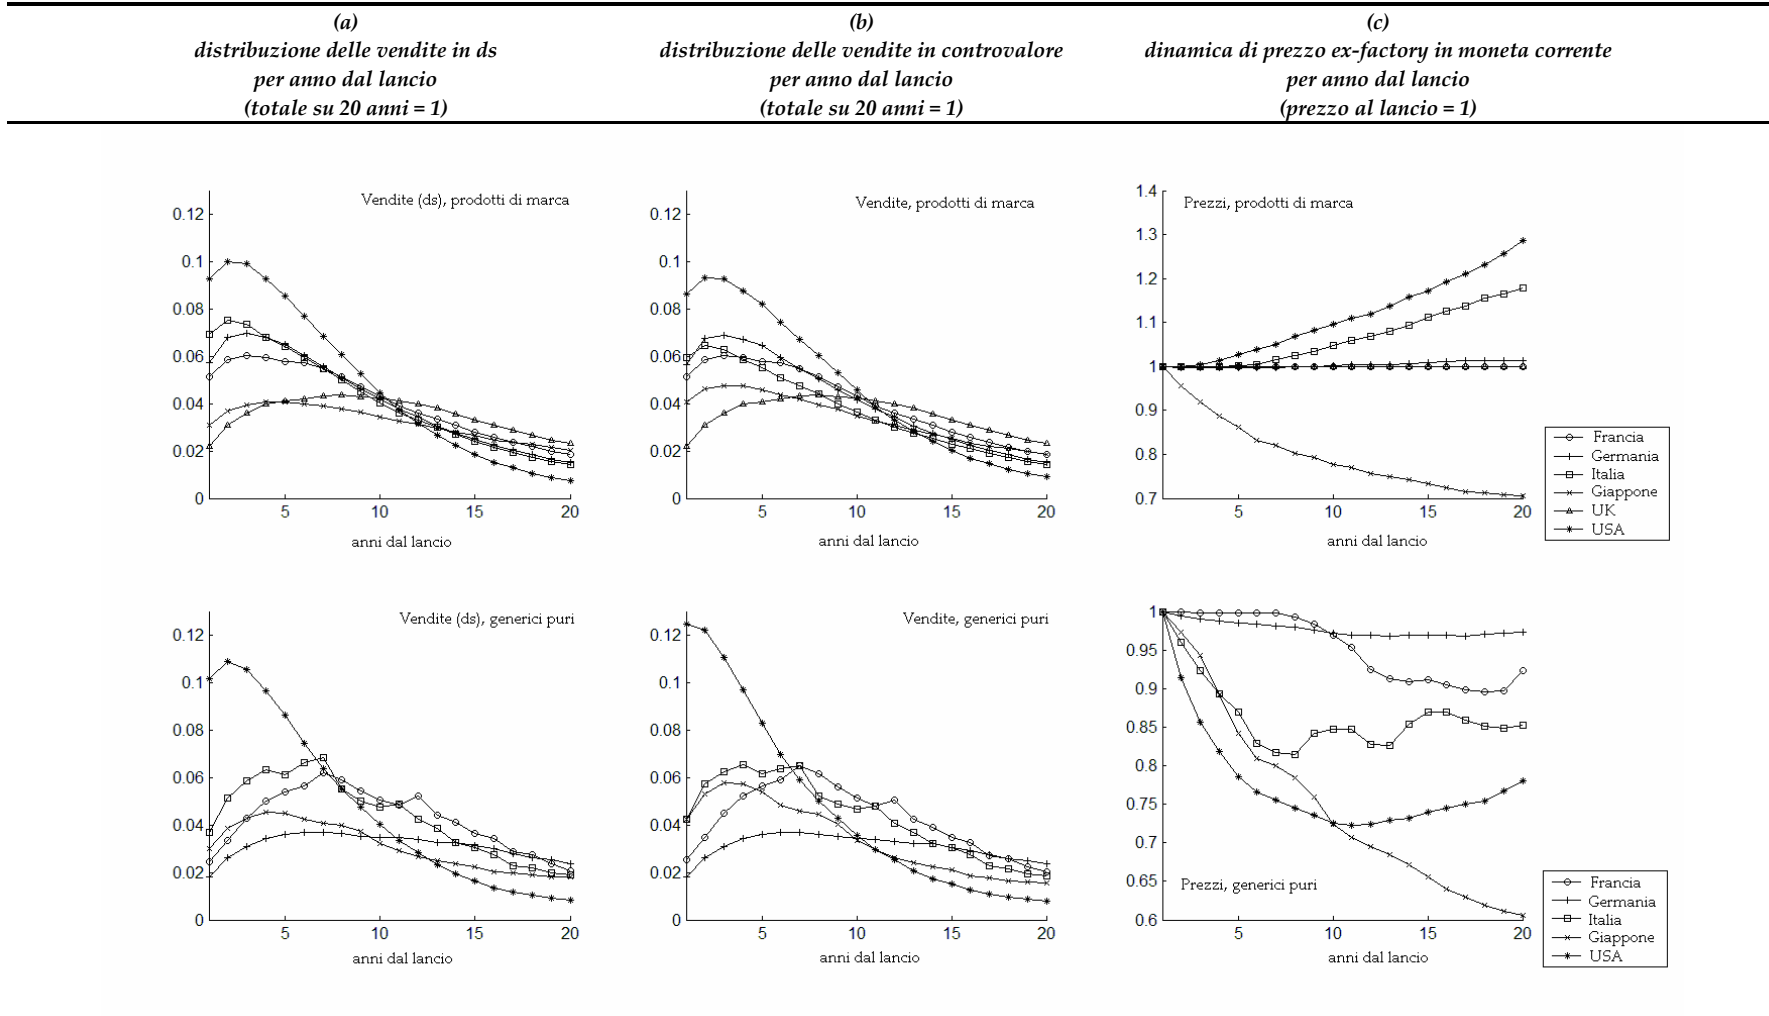 (a)
distribuzione delle vendite in ds
per anno dal lancio
(totale su 20 anni = 1)
(b)
distribuzione delle vendite in controvalore
per anno dal lancio
(totale su 20 anni = 1)
(c)
dinamica di prezzo ex-factory in moneta corrente
per anno dal lancio
(prezzo al lancio = 1)
Vendite (ds), prodotti di marca
0.12
0.1
0.08
0.06
0.04
0.02
0
5 10 15 20
anni dal lancio
Vendite, prodotti di marca
0.12
0.1
0.08
0.06
0.04
0.02
0
5 10 15 20
anni dal lancio
Prezzi, prodotti di marca
1.4
1.3
1.2
1.1
1
0.9
0.8
0.7
5 10 15 20
anni dal lancio
Francia
Germania
Italia
Giappone
UK
USA
Vendite (ds), generici puri
0.12
0.1
0.08
0.06
0.04
0.02
0
5 10 15 20
anni dal lancio
Vendite, generici puri
0.12
0.1
0.08
0.06
0.04
0.02
0
5 10 15 20
anni dal lancio
1
0.95
0.9
0.85
0.8
0.75
0.7
0.65
0.6
Prezzi, generici puri
5 10 15 20
anni dal lancio
Francia
Germania
Italia
Giappone
USA